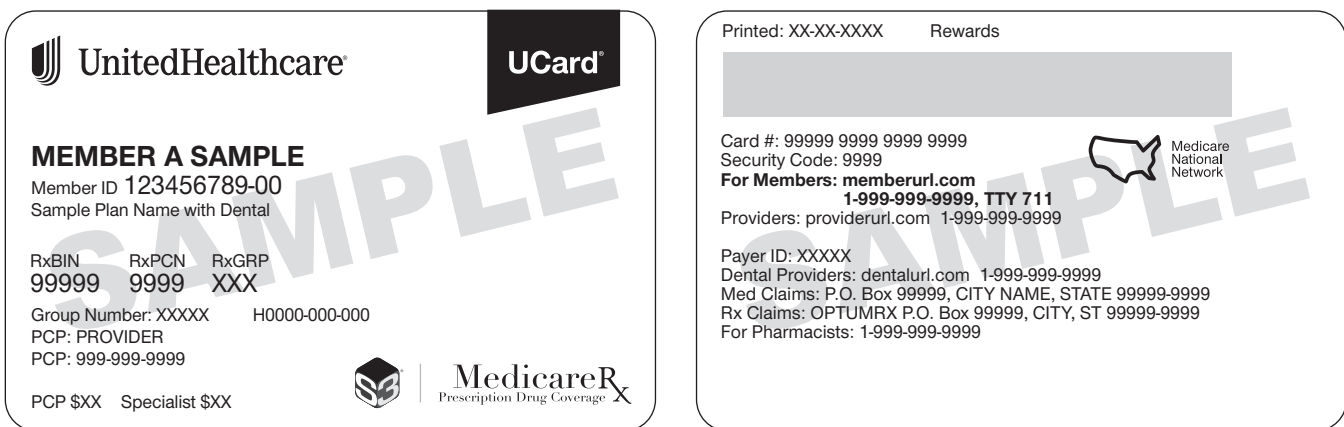 UnitedHealthcare®
UCard®
MEMBER A SAMPLE
Member ID 123456789-00
Sample Plan Name with Dental
RxBIN RxPCN RxGRP
99999 9999 XXX
Group Number: XXXXX H0000-000-000
PCP: PROVIDER
PCP: 999-999-9999
PCP $XX Specialist $XX
S3
MedicareRx
Prescription Drug Coverage
SAMPLE
Printed: XX-XX-XXXX Rewards
Card #: 99999 9999 9999 9999
Security Code: 9999
For Members: memberurl.com
1-999-999-9999, TTY 711
Providers: providerurl.com 1-999-999-9999
Medicare
National
Network
Payer ID: XXXXX
Dental Providers: dentalurl.com 1-999-999-9999
Med Claims: P.O. Box 99999, CITY NAME, STATE 99999-9999
Rx Claims: OPTUMRX P.O. Box 99999, CITY, ST 99999-9999
For Pharmacists: 1-999-999-9999
SAMPLE